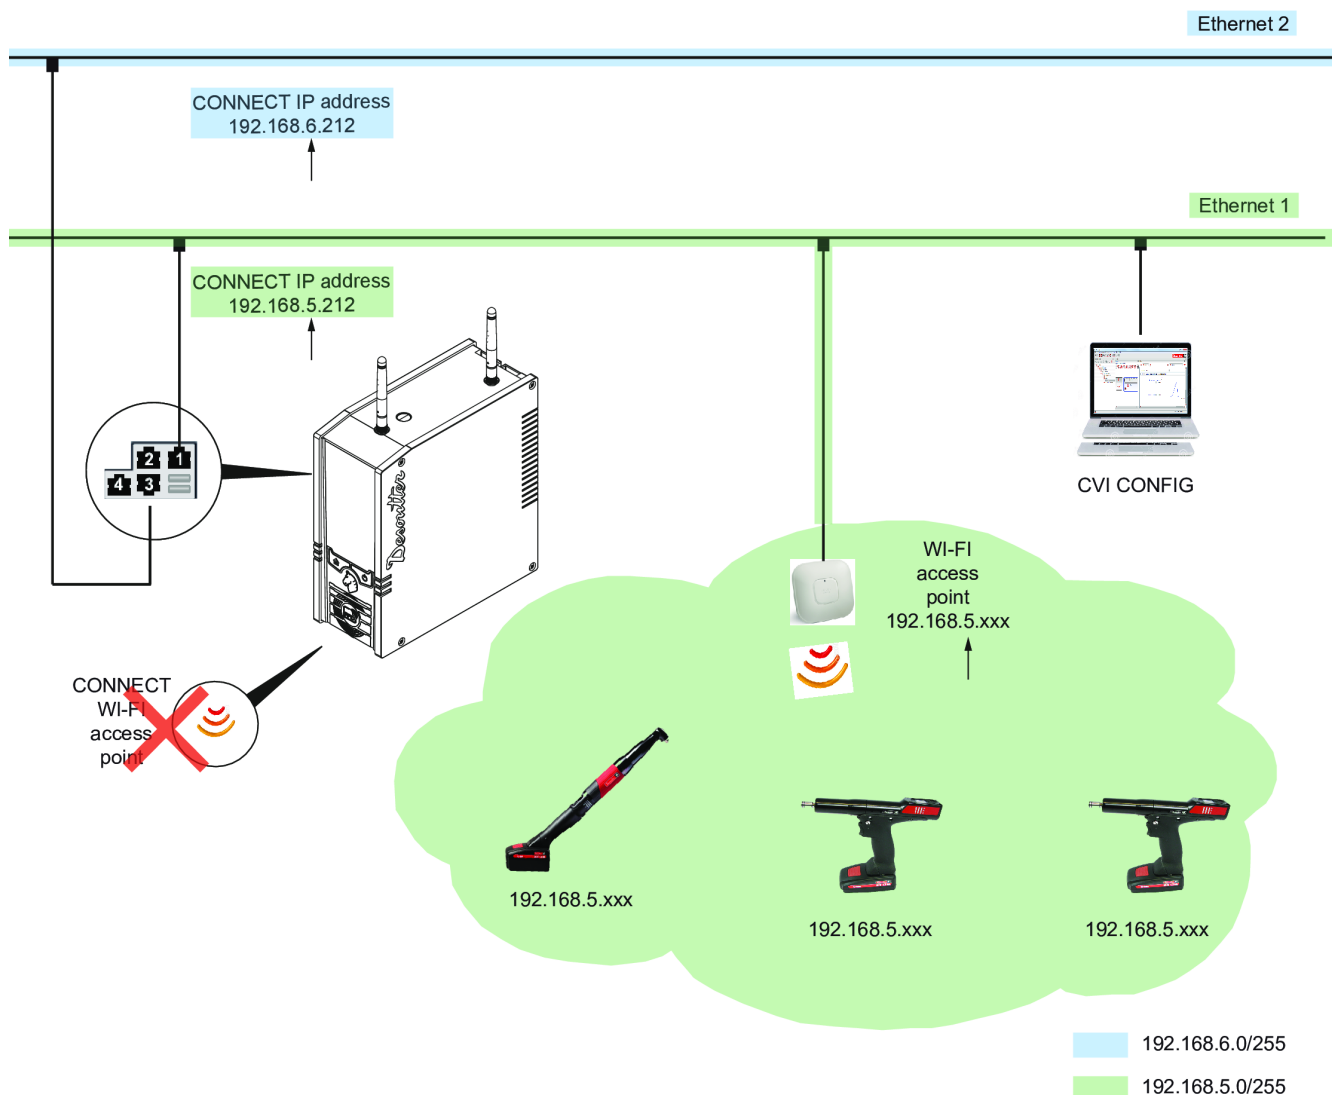 Ethernet 2
CONNECT IP address
192.168.6.212
Ethernet 1
CONNECT IP address
192.168.5.212
2
1
4
3
Desoutter
CVI CONFIG
WI-FI
access
point
192.168.5.xxx
CONNECT
WI-FI
access
point
192.168.5.xxx
192.168.5.xxx
192.168.5.xxx
192.168.6.0/255
192.168.5.0/255